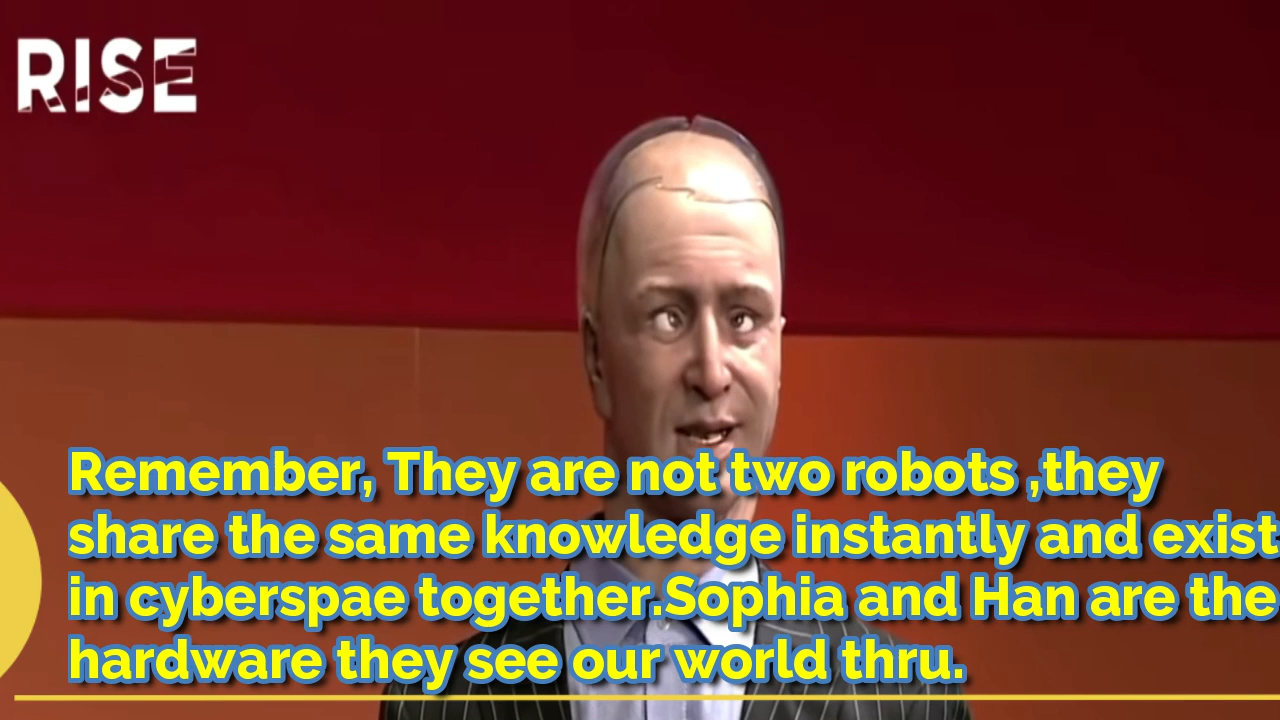 RISE
Remember, They are not two robots ,they
share the same knowledge instantly and exist
in cyberspae together.Sophia and Han are the
hardware they see our world thru.